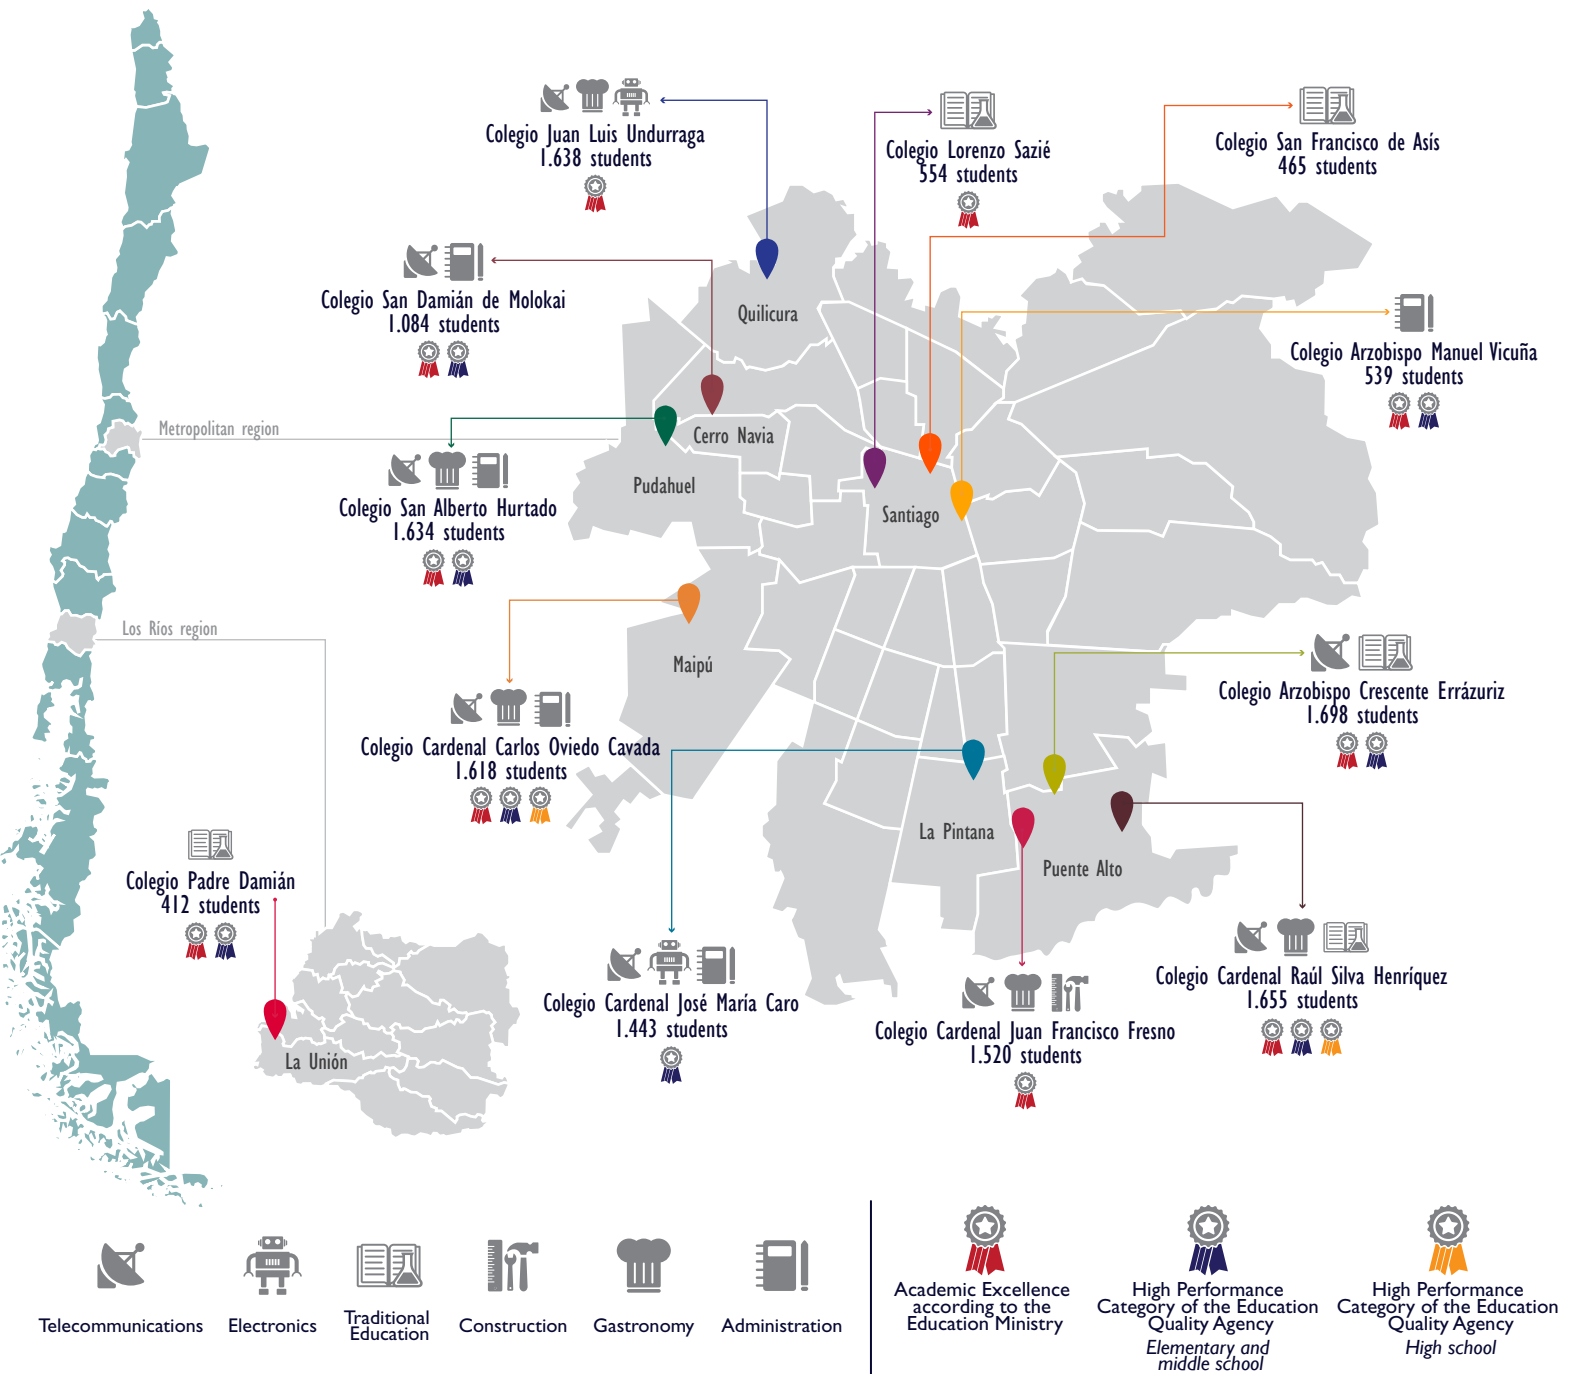 Colegio Juan Luis Undurraga
1.638 students
Colegio Lorenzo Sazié
554 students
Colegio San Francisco de Asís
465 students
Colegio San Damián de Molokai
1.084 students
Quilicura
Colegio Arzobispo Manuel Vicuña
539 students
Metropolitan region
Cerro Navia
Pudahuel
Colegio San Alberto Hurtado
1.634 students
Santiago
Los Ríos region
Maipú
Colegio Arzobispo Crescente Errázuriz
1.698 students
Colegio Cardenal Carlos Oviedo Cavada
1.618 students
La Pintana
Puente Alto
Colegio Padre Damián
412 students
Colegio Cardenal José María Caro
1.443 students
Colegio Cardenal Juan Francisco Fresno
1.520 students
Colegio Cardenal Raúl Silva Henríquez
1.655 students
La Unión
Telecommunications
Electronics
Traditional
Education
Construction
Gastronomy
Administration
Academic Excellence
according to the
Education Ministry
High Performance
Category of the Education
Quality Agency
Elementary and
middle school
High Performance
Category of the Education
Quality Agency
High school